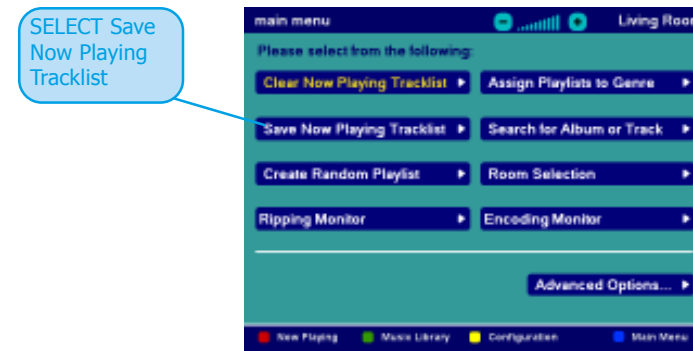 SELECT Save
Now Playing
Tracklist
main menu
Living Room
Please select from the following:
Clear Now Playing Tracklist
Assign Playlists to Genre
Save Now Playing Tracklist
Search for Album or Track
Create Random Playlist
Room Selection
Ripping Monitor
Encoding Monitor
Advanced Options...
Now Playing
Music Library
Configuration
Main Menu